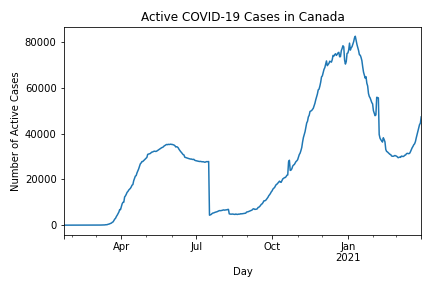 Active COVID-19 Cases in Canada
Number of Active Cases
80000
60000
40000
20000
0
Apr
Jul
Oct
Jan
2021
Day